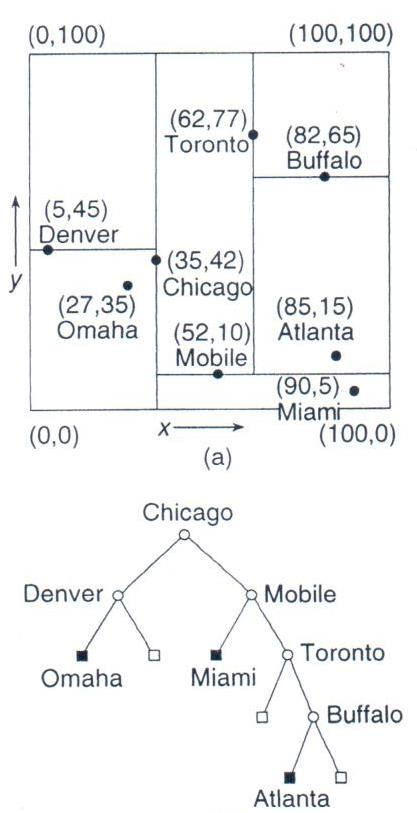 (0,100) (100,100)
(62,77)
Toronto
(82,65)
Buffalo
(5,45)
Denver
y
(35,42)
Chicago
(27,35)
Omaha
(85,15)
Atlanta
(52,10)
Mobile
(90,5)
Miami
(0,0) x (100,0)
(a)
Chicago
Denver Mobile
Omaha Miami Toronto
Buffalo
Atlanta